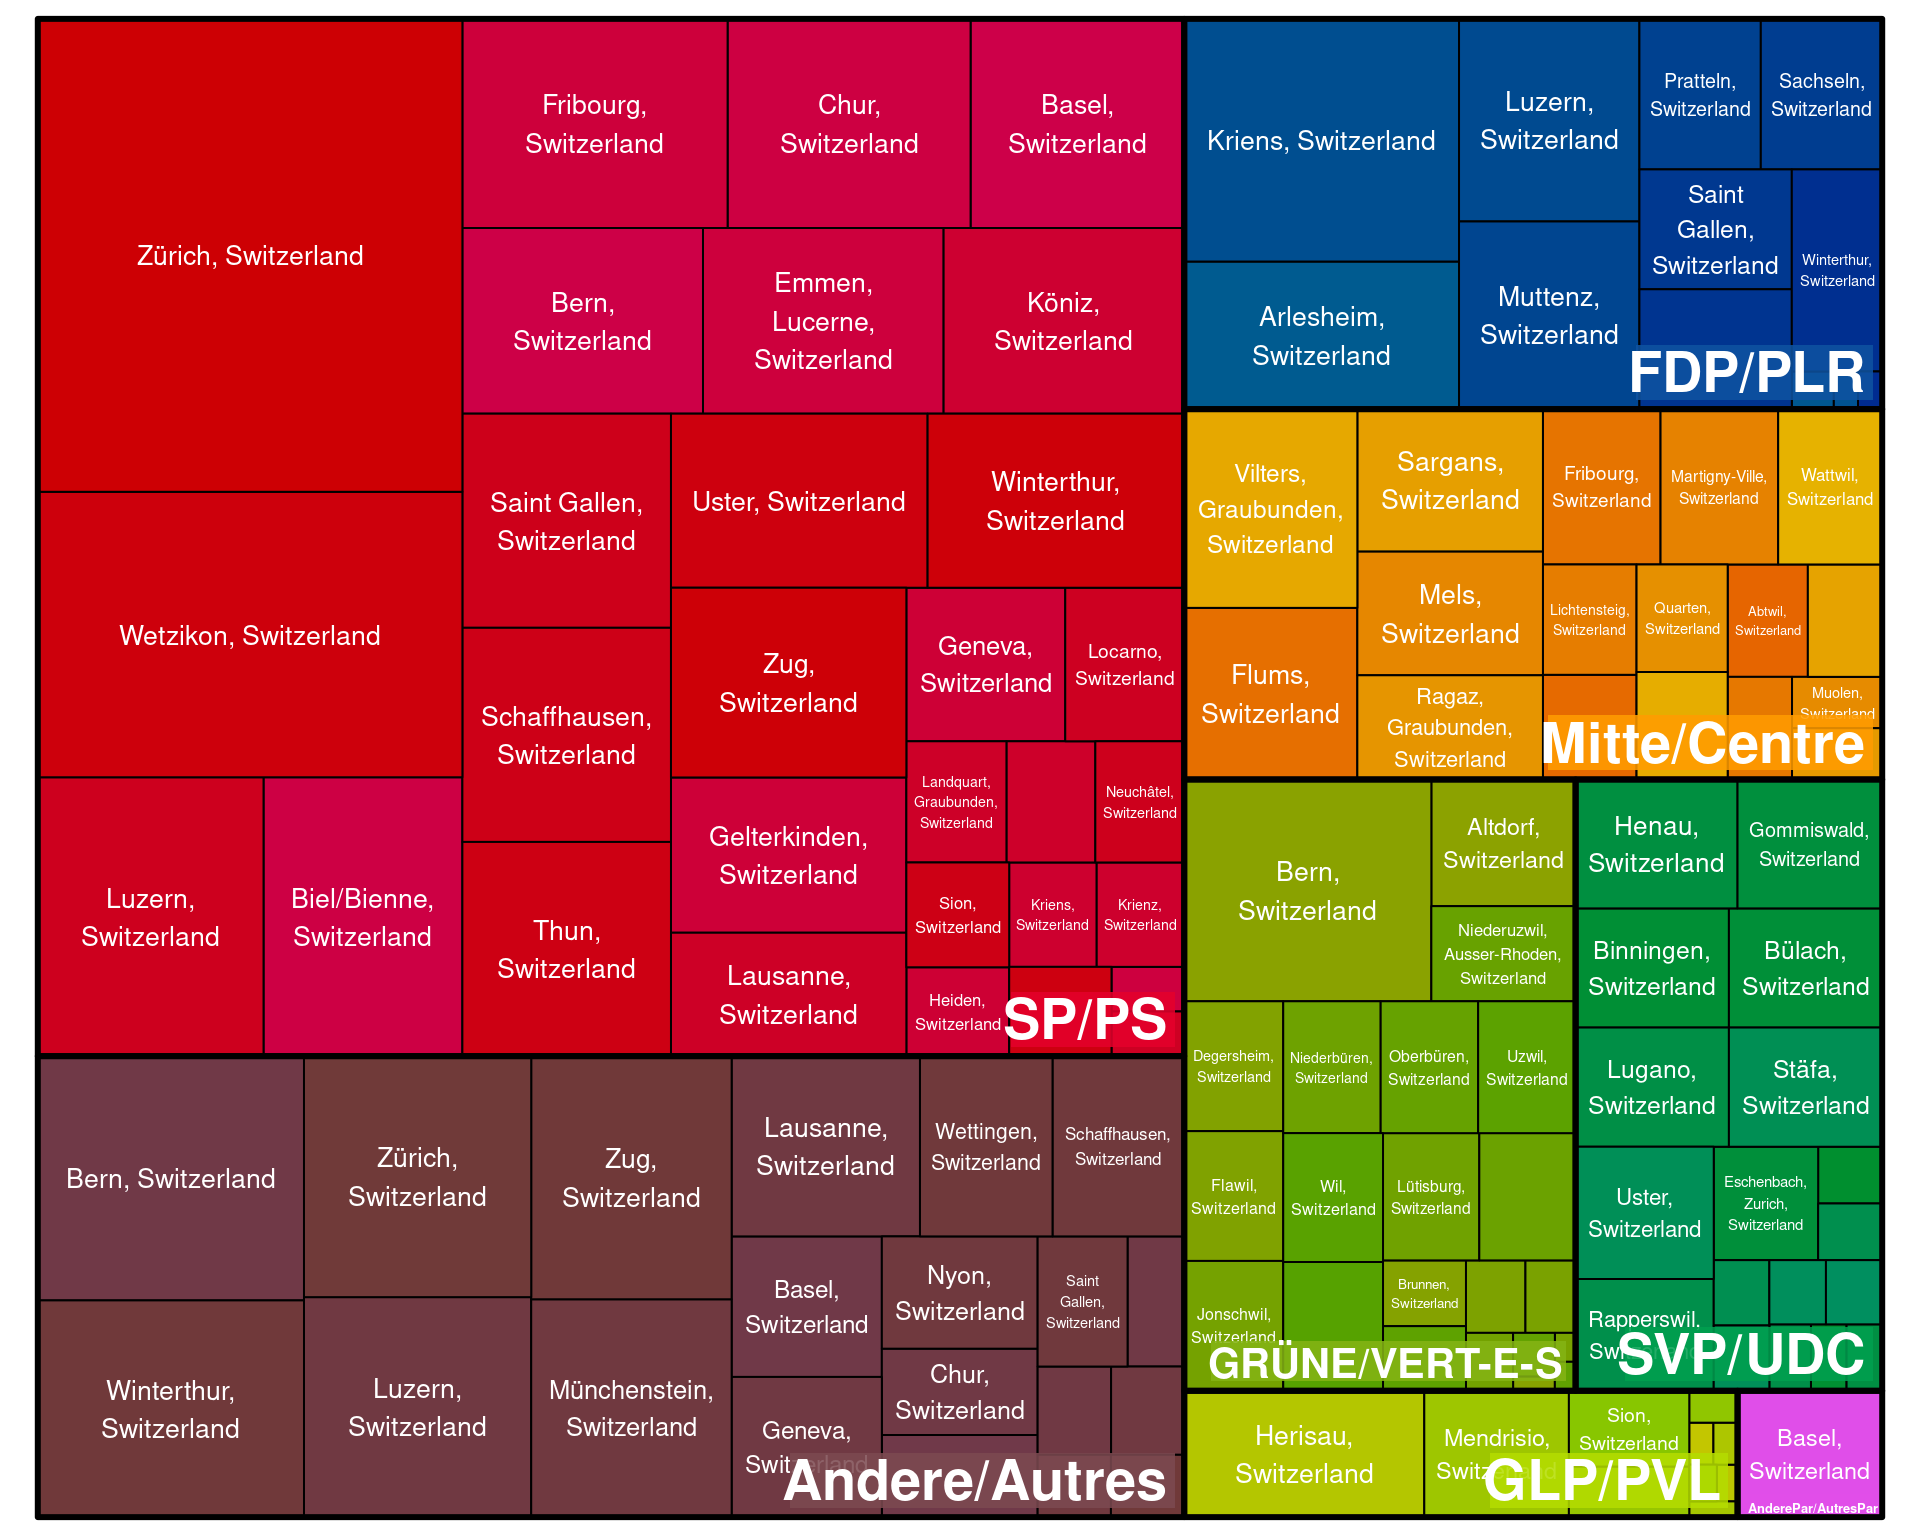 Zürich, Switzerland
Fribourg,
Switzerland
Chur,
Switzerland
Basel,
Switzerland
Bern,
Switzerland
Emmen,
Lucerne,
Switzerland
Köniz,
Switzerland
Wetzikon, Switzerland
Saint Gallen,
Switzerland
Uster, Switzerland
Winterthur,
Switzerland
Schaffhausen,
Switzerland
Zug,
Switzerland
Geneva,
Switzerland
Locarno,
Switzerland
Landquart,
Graubunden,
Switzerland
Neuchâtel,
Switzerland
Luzern,
Switzerland
Biel/Bienne,
Switzerland
Thun,
Switzerland
Gelterkinden,
Switzerland
Lausanne,
Switzerland
Sion,
Switzerland
Kriens,
Switzerland
Krienz,
Switzerland
Heiden,
Switzerland
SP/PS
Kriens, Switzerland
Luzern,
Switzerland
Pratteln,
Switzerland
Sachseln,
Switzerland
Arlesheim,
Switzerland
Muttenz,
Switzerland
Saint
Gallen,
Switzerland
Winterthur,
Switzerland
FDP/PLR
Vilters,
Graubunden,
Switzerland
Sargans,
Switzerland
Fribourg,
Switzerland
Martigny-Ville,
Switzerland
Wattwil,
Switzerland
Flums,
Switzerland
Mels,
Switzerland
Lichtensteig,
Switzerland
Quarten,
Switzerland
Abtwil,
Switzerland
Ragaz,
Graubunden,
Switzerland
Muolen,
Switzerland
Mitte/Centre
Bern,
Switzerland
Altdorf,
Switzerland
Niederuzwil,
Ausser-Rhoden,
Switzerland
Degersheim,
Switzerland
Niederbüren,
Switzerland
Oberbüren,
Switzerland
Uzwil,
Switzerland
Flawil,
Switzerland
Wil,
Switzerland
Lütisburg,
Switzerland
Jonschwil,
Switzerland
Brunnen,
Switzerland
GRÜNE/VERT-E-S
Henau,
Switzerland
Gommiswald,
Switzerland
Binningen,
Switzerland
Bülach,
Switzerland
Lugano,
Switzerland
Stäfa,
Switzerland
Uster,
Switzerland
Eschenbach,
Zurich,
Switzerland
Rapperswil,
Switzerland
SVP/UDC
Bern, Switzerland
Zürich,
Switzerland
Zug,
Switzerland
Lausanne,
Switzerland
Wettingen,
Switzerland
Schaffhausen,
Switzerland
Winterthur,
Switzerland
Luzern,
Switzerland
Münchenstein,
Switzerland
Basel,
Switzerland
Nyon,
Switzerland
Saint
Gallen,
Switzerland
Geneva,
Switzerland
Chur,
Switzerland
Andere/Autres
Herisau,
Switzerland
Mendrisio,
Switzerland
Sion,
Switzerland
GLP/PVL
Basel,
Switzerland
AnderePar/AutresPar